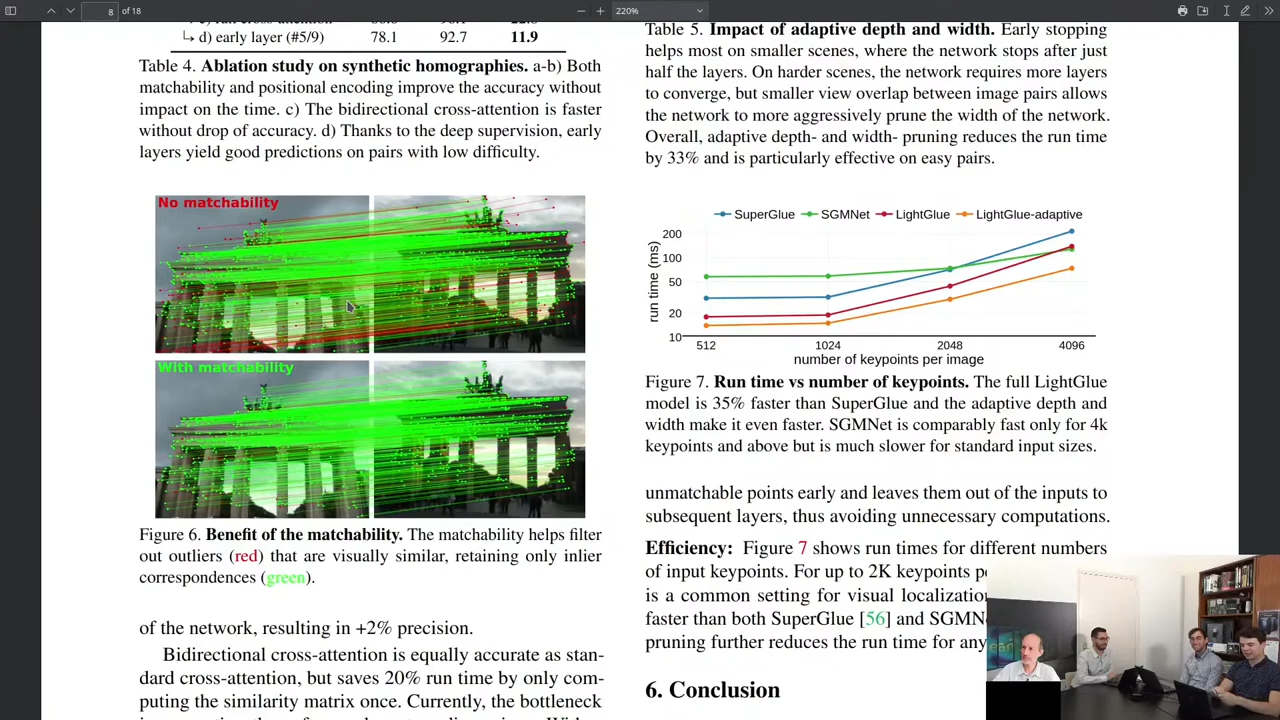 8 of 18
220%
↳ d) early layer (#5/9) 78.1 92.7 11.9
Table 4. Ablation study on synthetic homographies. a-b) Both
matchability and positional encoding improve the accuracy without
impact on the time. c) The bidirectional cross-attention is faster
without drop of accuracy. d) Thanks to the deep supervision, early
layers yield good predictions on pairs with low difficulty.
No matchability
With matchability
Figure 6. Benefit of the matchability. The matchability helps filter
out outliers (red) that are visually similar, retaining only inlier
correspondences (green).
of the network, resulting in +2% precision.
Bidirectional cross-attention is equally accurate as stan-
dard cross-attention, but saves 20% run time by only com-
puting the similarity matrix once. Currently, the bottleneck
Table 5. Impact of adaptive depth and width. Early stopping
helps most on smaller scenes, where the network stops after just
half the layers. On harder scenes, the network requires more layers
to converge, but smaller view overlap between image pairs allows
the network to more aggressively prune the width of the network.
Overall, adaptive depth- and width- pruning reduces the run time
by 33% and is particularly effective on easy pairs.
SuperGlue SGMNet LightGlue LightGlue-adaptive
run time (ms)
200
100
50
20
10
512 1024 2048 4096
number of keypoints per image
Figure 7. Run time vs number of keypoints. The full LightGlue
model is 35% faster than SuperGlue and the adaptive depth and
width make it even faster. SGMNet is comparably fast only for 4k
keypoints and above but is much slower for standard input sizes.
unmatchable points early and leaves them out of the inputs to
subsequent layers, thus avoiding unnecessary computations.
Efficiency: Figure 7 shows run times for different numbers
of input keypoints. For up to 2K keypoints
is a common setting for visual
faster than both SuperGlue [56] and
pruning further reduces the run time for
6. Conclusion